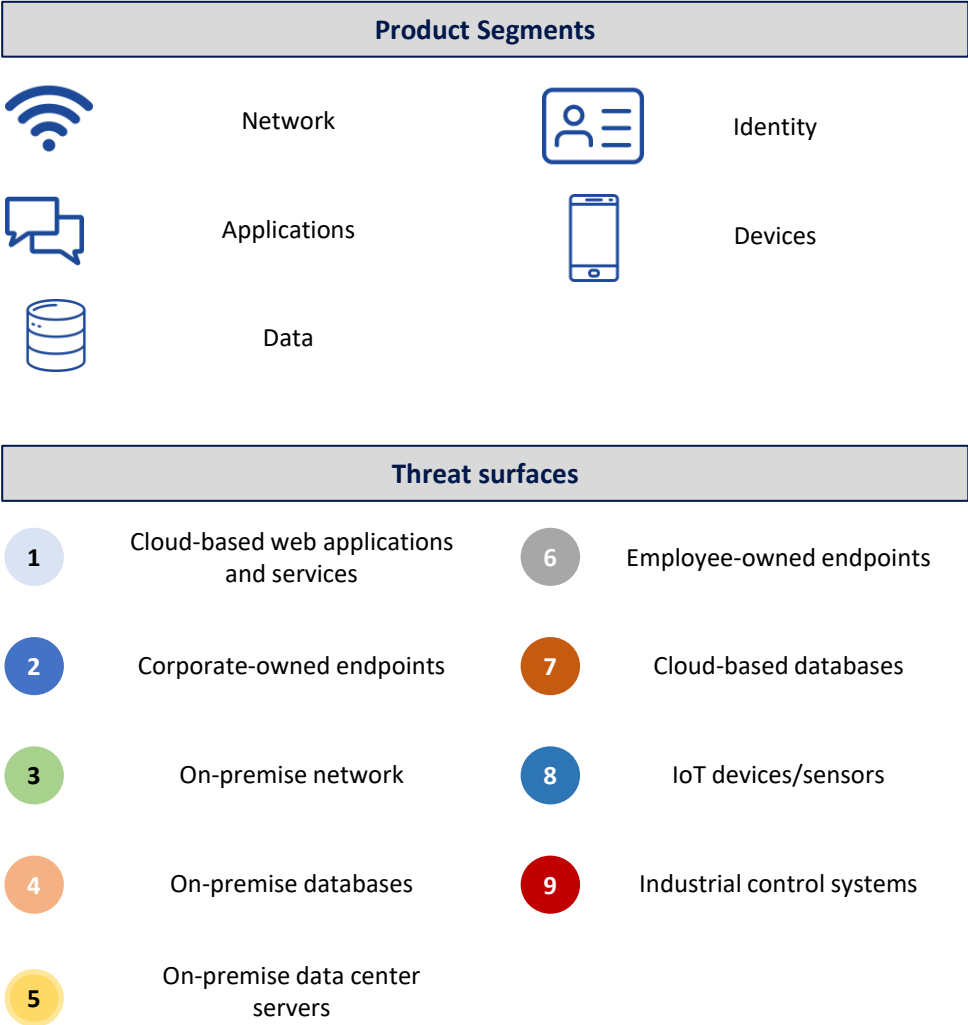 Product Segments
Network
Identity
Applications
Devices
Data
Threat surfaces
1
Cloud-based web applications
and services
6
Employee-owned endpoints
2
Corporate-owned endpoints
7
Cloud-based databases
3
On-premise network
8
IoT devices/sensors
4
On-premise databases
9
Industrial control systems
5
On-premise data center
servers